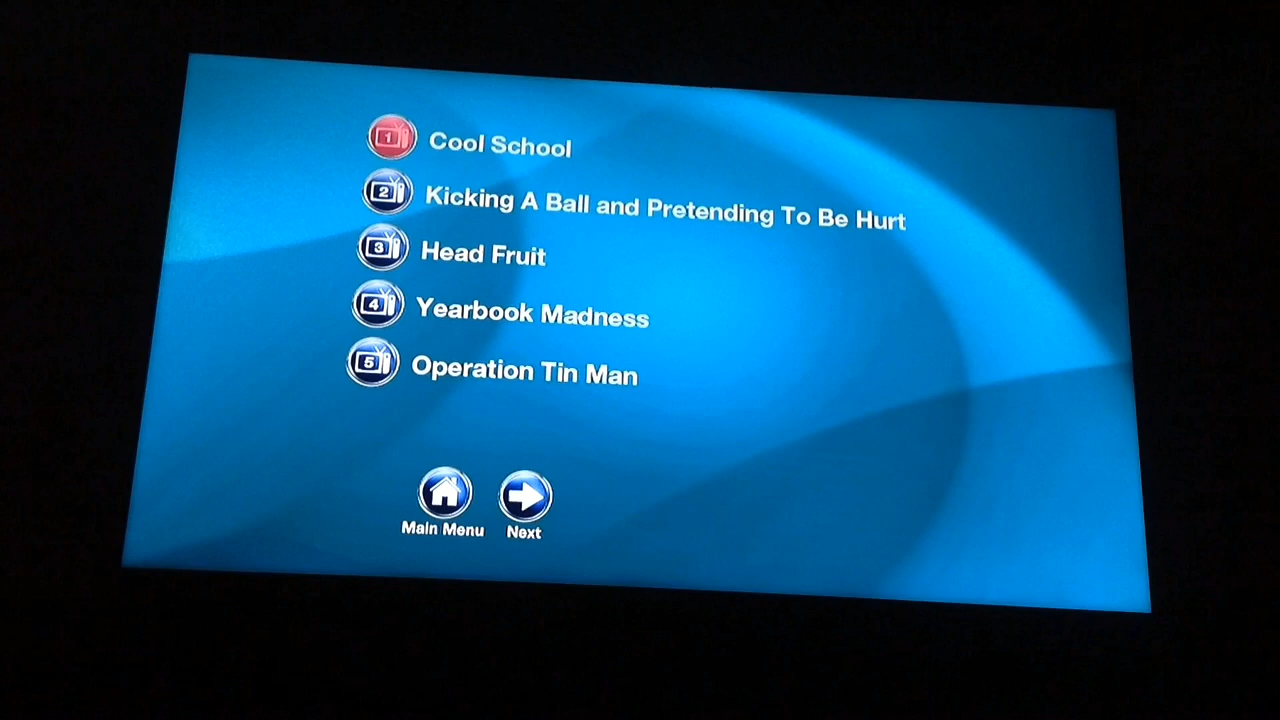 1 Cool School
2 Kicking A Ball and Pretending To Be Hurt
3 Head Fruit
4 Yearbook Madness
5 Operation Tin Man
Main Menu Next